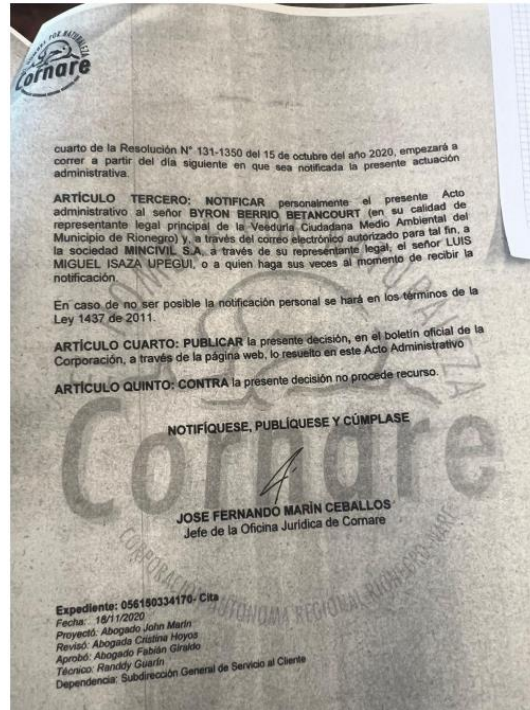 Cornare
cuarto de la Resolución N° 131-1350 del 15 de octubre del año 2020, empezará a
correr a partir del día siguiente en que sea notificada la presente actuación
administrativa.
ARTÍCULO TERCERO: NOTIFICAR personalmente el presente Acto
administrativo al señor BYRON BERRIO BETANCOURT (en su calidad de
representante legal principal de la Veeduría Ciudadana Medio Ambiental del
Municipio de Rionegro) y, a través del correo electrónico autorizado para tal fin, a
la sociedad MINCIVIL S.A, a través de su representante legal, el señor LUIS
MIGUEL ISAZA UPEGUI, o a quien haga sus veces al momento de recibir la
notificación.
En caso de no ser posible la notificación personal se hará en los términos de la
Ley 1437 de 2011.
ARTÍCULO CUARTO: PUBLICAR la presente decisión, en el boletín oficial de la
Corporación, a través de la página web, lo resuelto en este Acto Administrativo
ARTÍCULO QUINTO: CONTRA la presente decisión no procede recurso.
NOTIFÍQUESE, PUBLÍQUESE Y CÚMPLASE
Cornare
JOSE FERNANDO MARÍN CEBALLOS
Jefe de la Oficina Jurídica de Cornare
Expediente: 056150334170- Cita
Fecha: 18/11/2020
Proyectó: Abogado John Marín
Revisó: Abogada Cristina Hoyos
Aprobó: Abogado Fabián Giraldo
Técnico: Randdy Guarín
Dependencia: Subdirección General de Servicio al Cliente